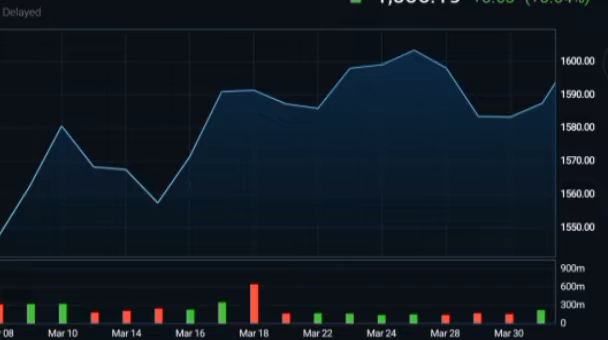 Delayed
1600.00
1590.00
1580.00
1570.00
1560.00
1550.00
900m
600m
300m
0
08 Mar 10 Mar 14 Mar 16 Mar 18 Mar 22 Mar 24 Mar 28 Mar 30